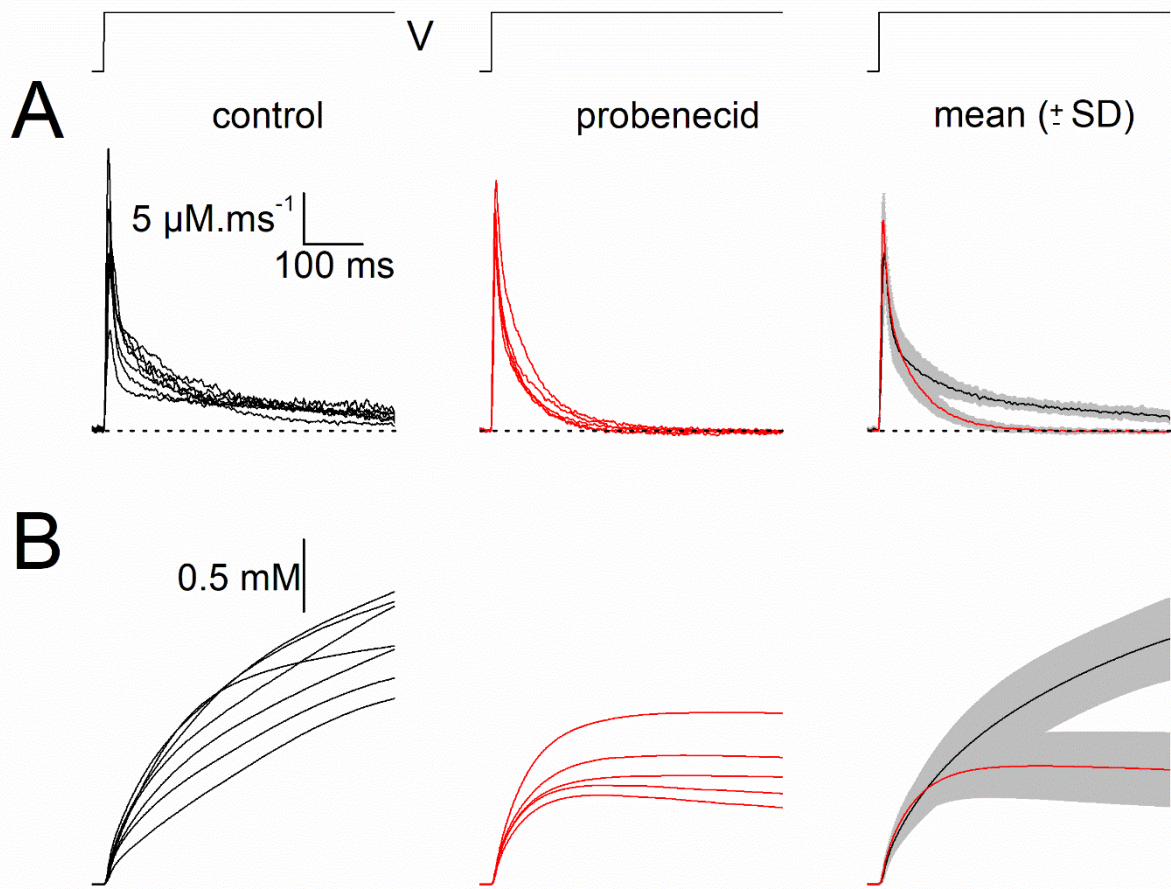 V
A
control
probenecid
mean (± SD)
5 µM.ms⁻¹
100 ms
B
0.5 mM